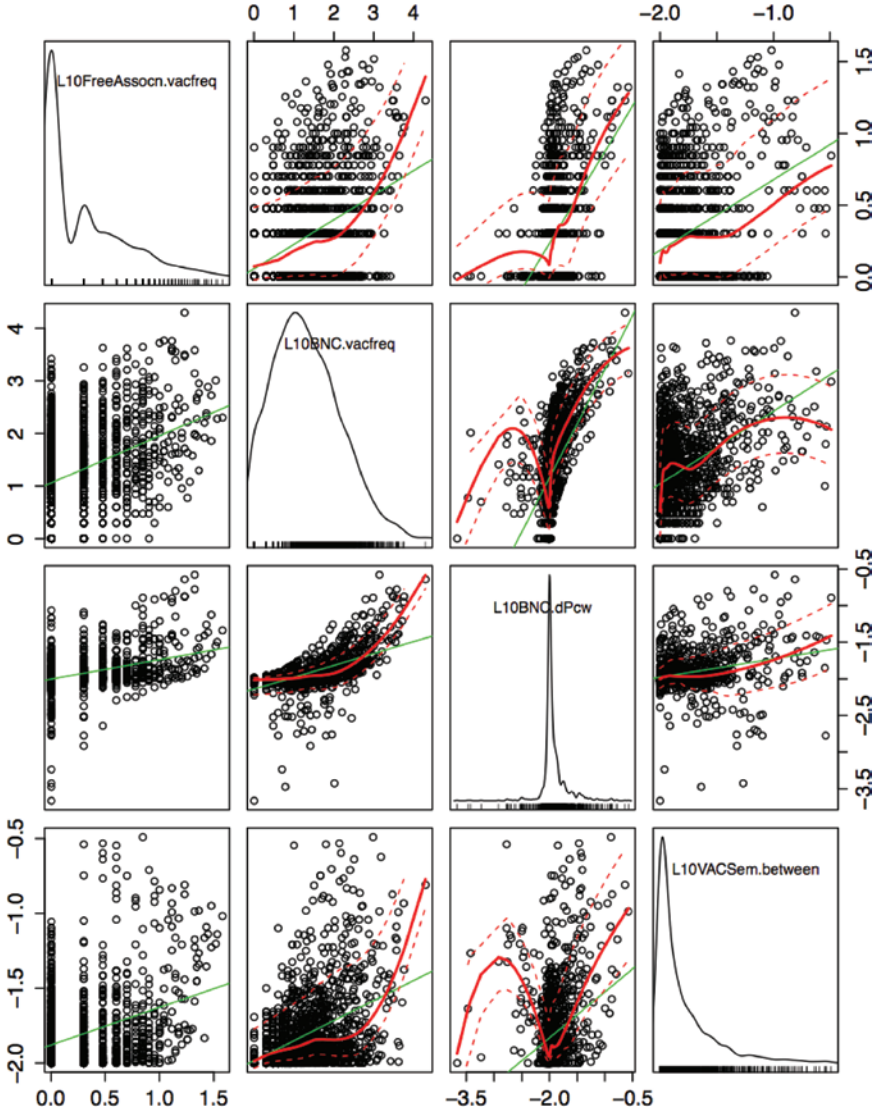 0 1 2 3 4
-2.0 -1.0
L10FreeAssocn.vacfreq
0.0 0.5 1.0 1.5
L10BNC.vacfreq
0 1 2 3 4
L10BNC.dPcw
-3.5 -2.5 -1.5 -0.5
L10VACSem.between
-2.0 -1.5 -1.0 -0.5
0.0 0.5 1.0 1.5
-3.5 -2.0 -0.5